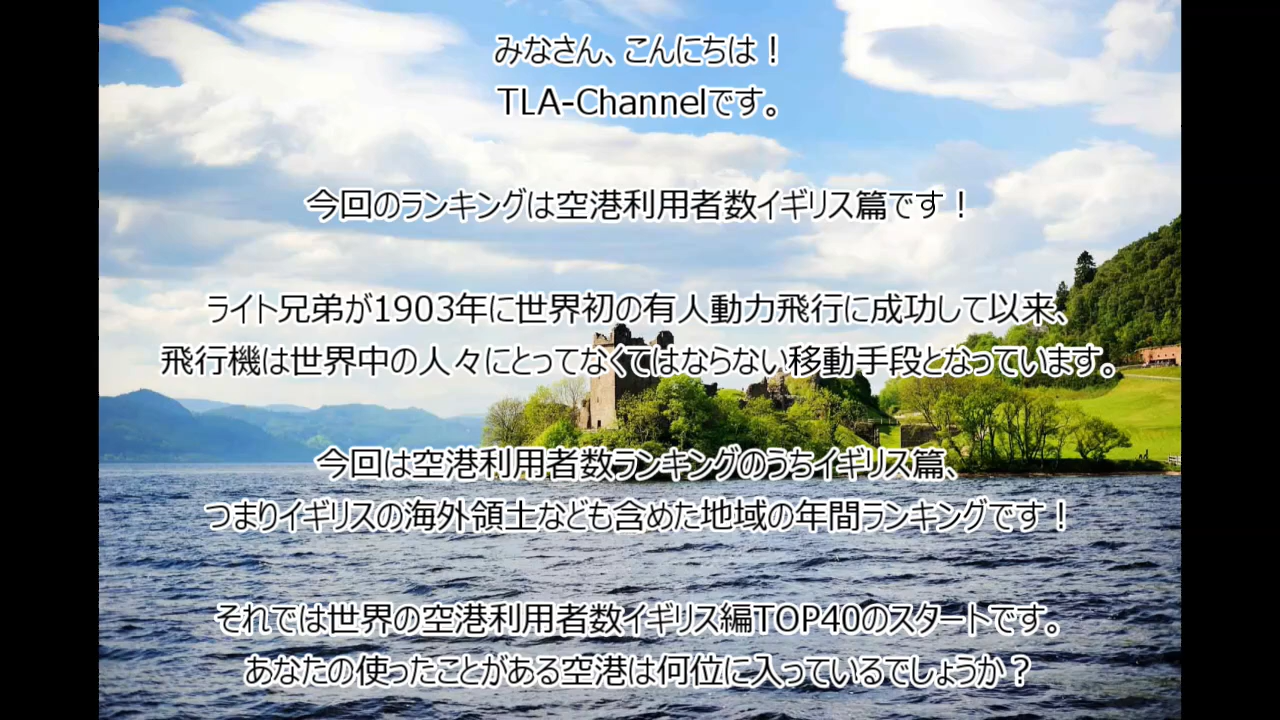 みなさん、こんにちは！
TLA-Channelです。
今回のランキングは空港利用者数イギリス篇です！
ライト兄弟が1903年に世界初の有人動力飛行に成功して以来、
飛行機は世界中の人々にとってなくてはならない移動手段となっています。
今回は空港利用者数ランキングのうちイギリス篇、
つまりイギリスの海外領土なども含めた地域の年間ランキングです！
それでは世界の空港利用者数イギリス編TOP40のスタートです。
あなたの使ったことがある空港は何位に入っているでしょうか？